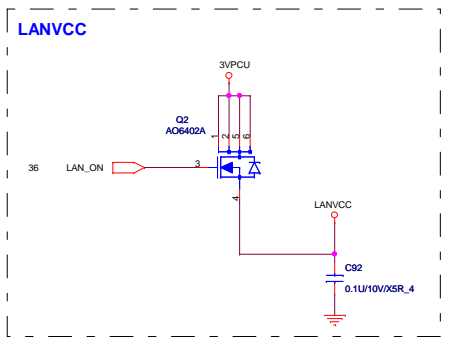 LANVCC
3VPCU
Q2
AO6402A
1
2
5
6
36 LAN_ON 3
4
LANVCC
C92
0.1U/10V/X5R_4